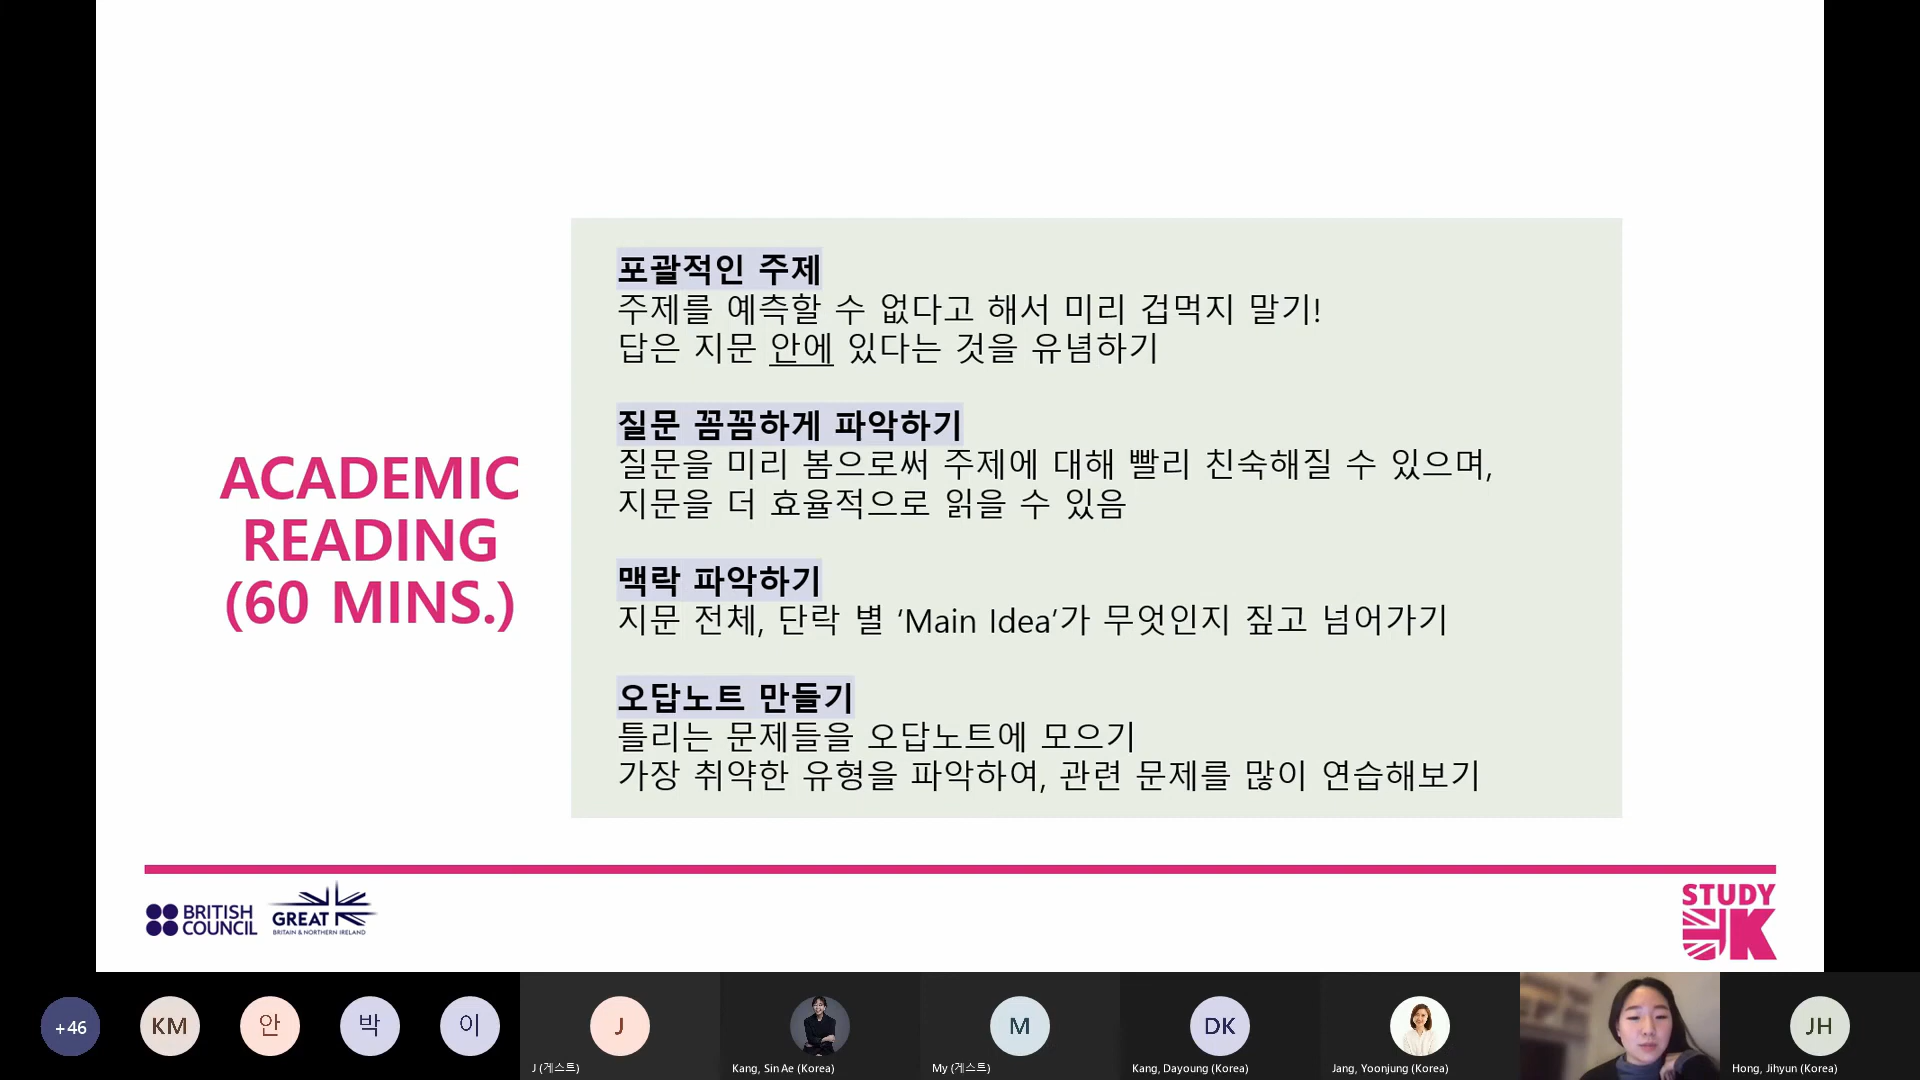 포괄적인 주제
주제를 예측할 수 없다고 해서 미리 겁먹지 말기!
답은 지문 안에 있다는 것을 유념하기
질문 꼼꼼하게 파악하기
질문을 미리 봄으로써 주제에 대해 빨리 친숙해질 수 있으며,
지문을 더 효율적으로 읽을 수 있음
맥락 파악하기
지문 전체, 단락 별 ‘Main Idea’가 무엇인지 짚고 넘어가기
오답노트 만들기
틀리는 문제들을 오답노트에 모으기
가장 취약한 유형을 파악하여, 관련 문제를 많이 연습해보기
ACADEMIC
READING
(60 MINS.)
BRITISH
COUNCIL
GREAT
BRITAIN & NORTHERN IRELAND
STUDY
UK
+46
KM
안
박
이
J
M
DK
JH
J (게스트)
Kang, Sin Ae (Korea)
My (게스트)
Kang, Dayoung (Korea)
Jang, Yoonjung (Korea)
Hong, Jihyun (Korea)